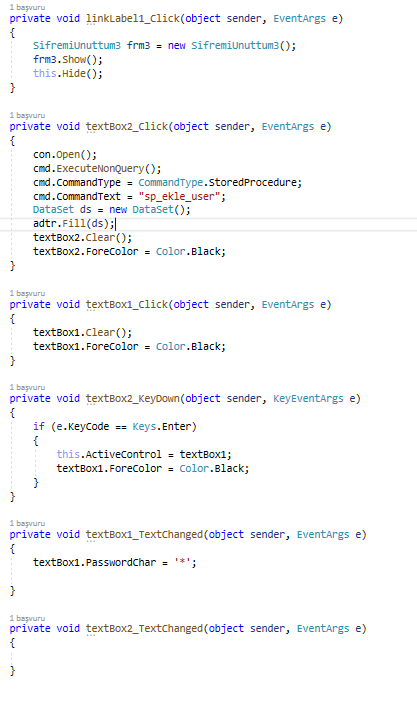 1 başvuru
private void linkLabel1_Click(object sender, EventArgs e)
{
    SifremiUnuttum3 frm3 = new SifremiUnuttum3();
    frm3.Show();
    this.Hide();
}
1 başvuru
private void textBox2_Click(object sender, EventArgs e)
{
    con.Open();
    cmd.ExecuteNonQuery();
    cmd.CommandType = CommandType.StoredProcedure;
    cmd.CommandText = "sp_ekle_user";
    DataSet ds = new DataSet();
    adtr.Fill(ds);
    textBox2.Clear();
    textBox2.ForeColor = Color.Black;
}
1 başvuru
private void textBox1_Click(object sender, EventArgs e)
{
    textBox1.Clear();
    textBox1.ForeColor = Color.Black;
}
1 başvuru
private void textBox2_KeyDown(object sender, KeyEventArgs e)
{
    if (e.KeyCode == Keys.Enter)
    {
        this.ActiveControl = textBox1;
        textBox1.ForeColor = Color.Black;
    }
}
1 başvuru
private void textBox1_TextChanged(object sender, EventArgs e)
{
    textBox1.PasswordChar = '*';
}
1 başvuru
private void textBox2_TextChanged(object sender, EventArgs e)
{
}